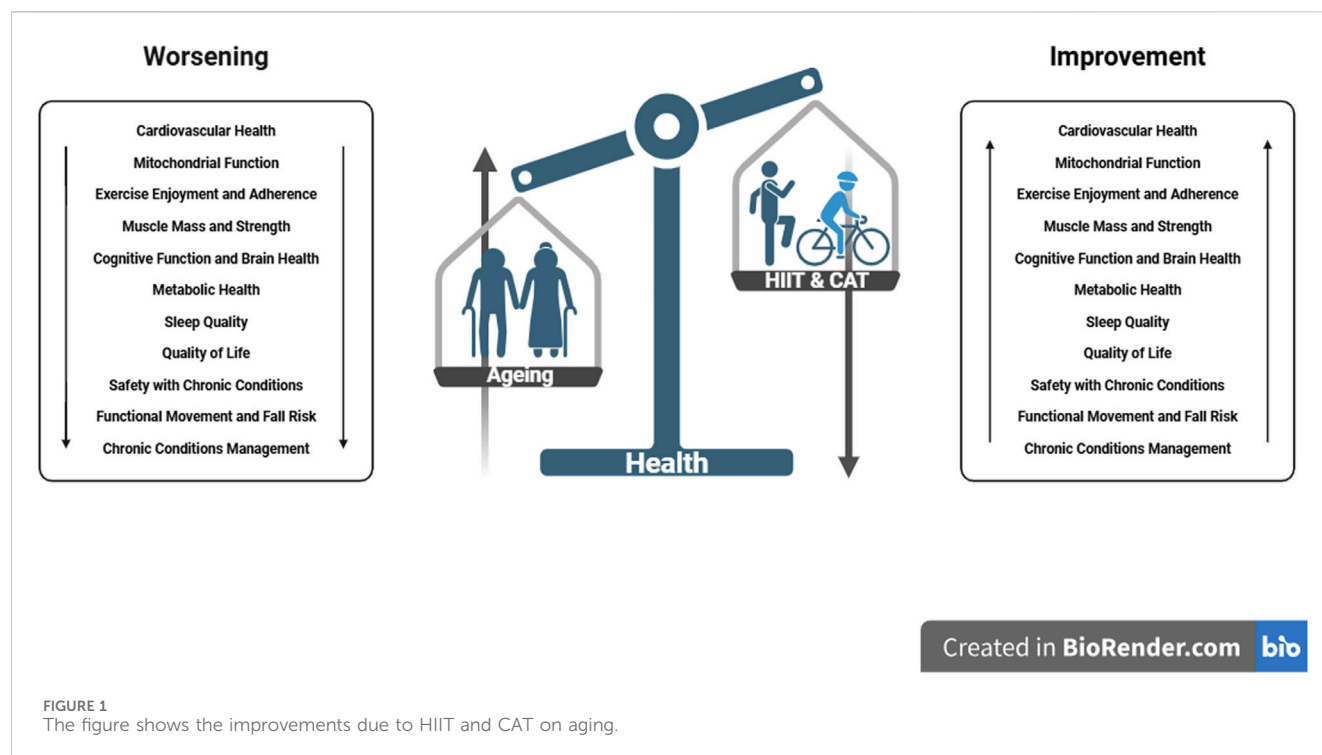 Worsening
Cardiovascular Health
Mitochondrial Function
Exercise Enjoyment and Adherence
Muscle Mass and Strength
Cognitive Function and Brain Health
Metabolic Health
Sleep Quality
Quality of Life
Safety with Chronic Conditions
Functional Movement and Fall Risk
Chronic Conditions Management
Ageing
HIIT & CAT
Health
Improvement
Cardiovascular Health
Mitochondrial Function
Exercise Enjoyment and Adherence
Muscle Mass and Strength
Cognitive Function and Brain Health
Metabolic Health
Sleep Quality
Quality of Life
Safety with Chronic Conditions
Functional Movement and Fall Risk
Chronic Conditions Management
Created in BioRender.com bio
FIGURE 1
The figure shows the improvements due to HIIT and CAT on aging.